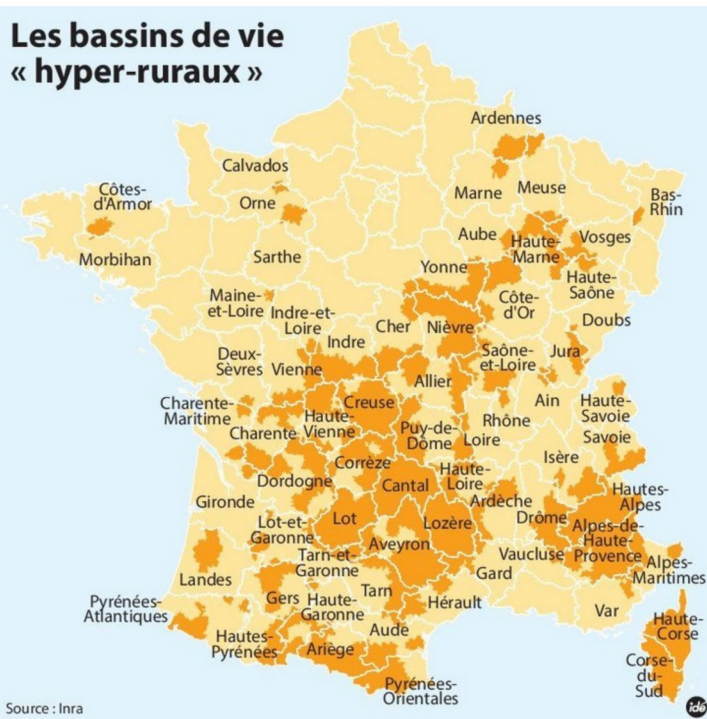 Les bassins de vie
« hyper-ruraux »
Ardennes
Calvados
Côtes-
d'Armor
Orne
Marne
Meuse
Bas-
Rhin
Morbihan
Sarthe
Aube
Haute-
Marne
Vosges
Yonne
Haute-
Saône
Maine-
et-Loire
Indre-et-
Loire
Cher
Nièvre
Côte-
d'Or
Doubs
Indre
Deux-
Sèvres
Vienne
Saône-
et-Loire
Jura
Allier
Charente-
Maritime
Creuse
Haute-
Vienne
Ain
Haute-
Savoie
Charente
Puy-de-
Dôme
Rhône
Loire
Savoie
Corrèze
Isère
Dordogne
Cantal
Haute-
Loire
Ardèche
Hautes-
Alpes
Gironde
Lot-et-
Garonne
Lot
Lozère
Drôme
Alpes-de-
Haute-
Provence
Aveyron
Tarn-et-
Garonne
Vaucluse
Alpes-
Maritimes
Landes
Gard
Tarn
Pyrénées-
Atlantiques
Gers
Haute-
Garonne
Hérault
Var
Haute-
Corse
Hautes-
Pyrénées
Ariège
Aude
Corse-
du-
Sud
Pyrénées-
Orientales
Source : Inra
idé